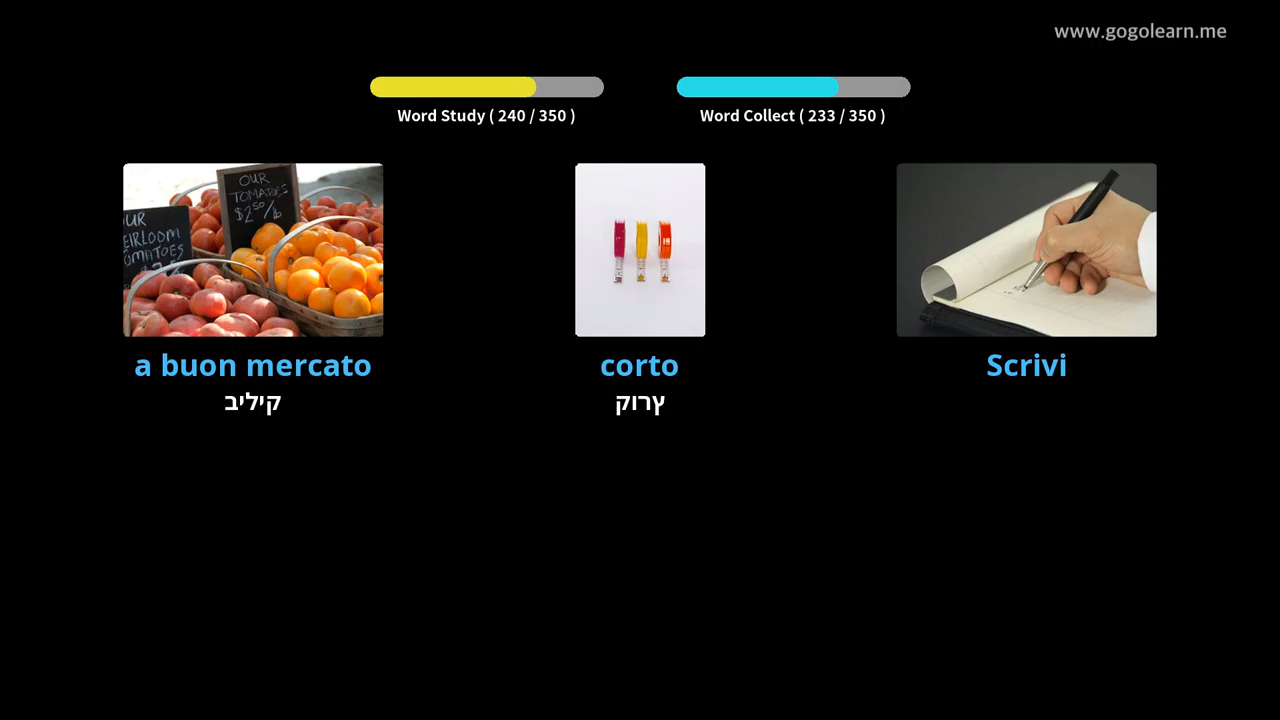 www.gogolearn.me
Word Study ( 240 / 350 )
Word Collect ( 233 / 350 )
OUR
TOMATOES
$2.50/lb
UR
EIRLOOM
OMATOES
a buon mercato
קיליב
corto
ץרוק
Scrivi